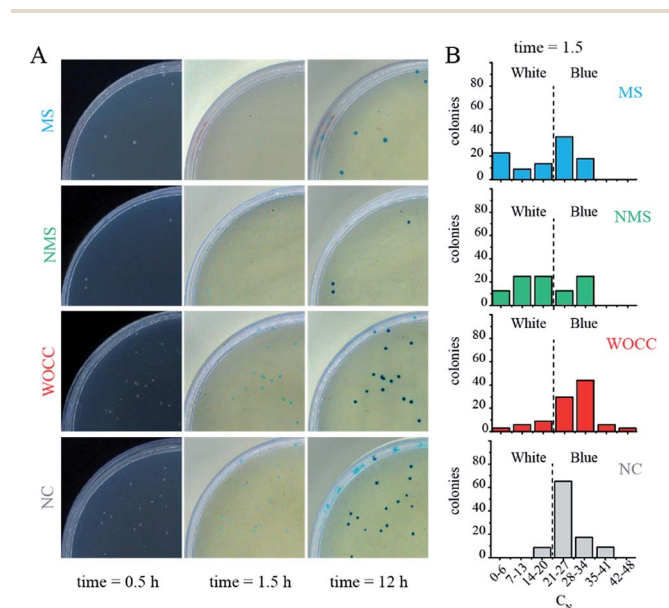 A
B
time = 1.5
MS
NMS
WOCC
NC
time = 0.5 h
time = 1.5 h
time = 12 h
White
Blue
MS
colonies
80
60
40
20
0
White
Blue
NMS
colonies
80
60
40
20
0
White
Blue
WOCC
colonies
80
60
40
20
0
White
Blue
NC
colonies
80
60
40
20
0
0-6
7-13
14-20
21-27
28-34
35-41
42-48
C_N